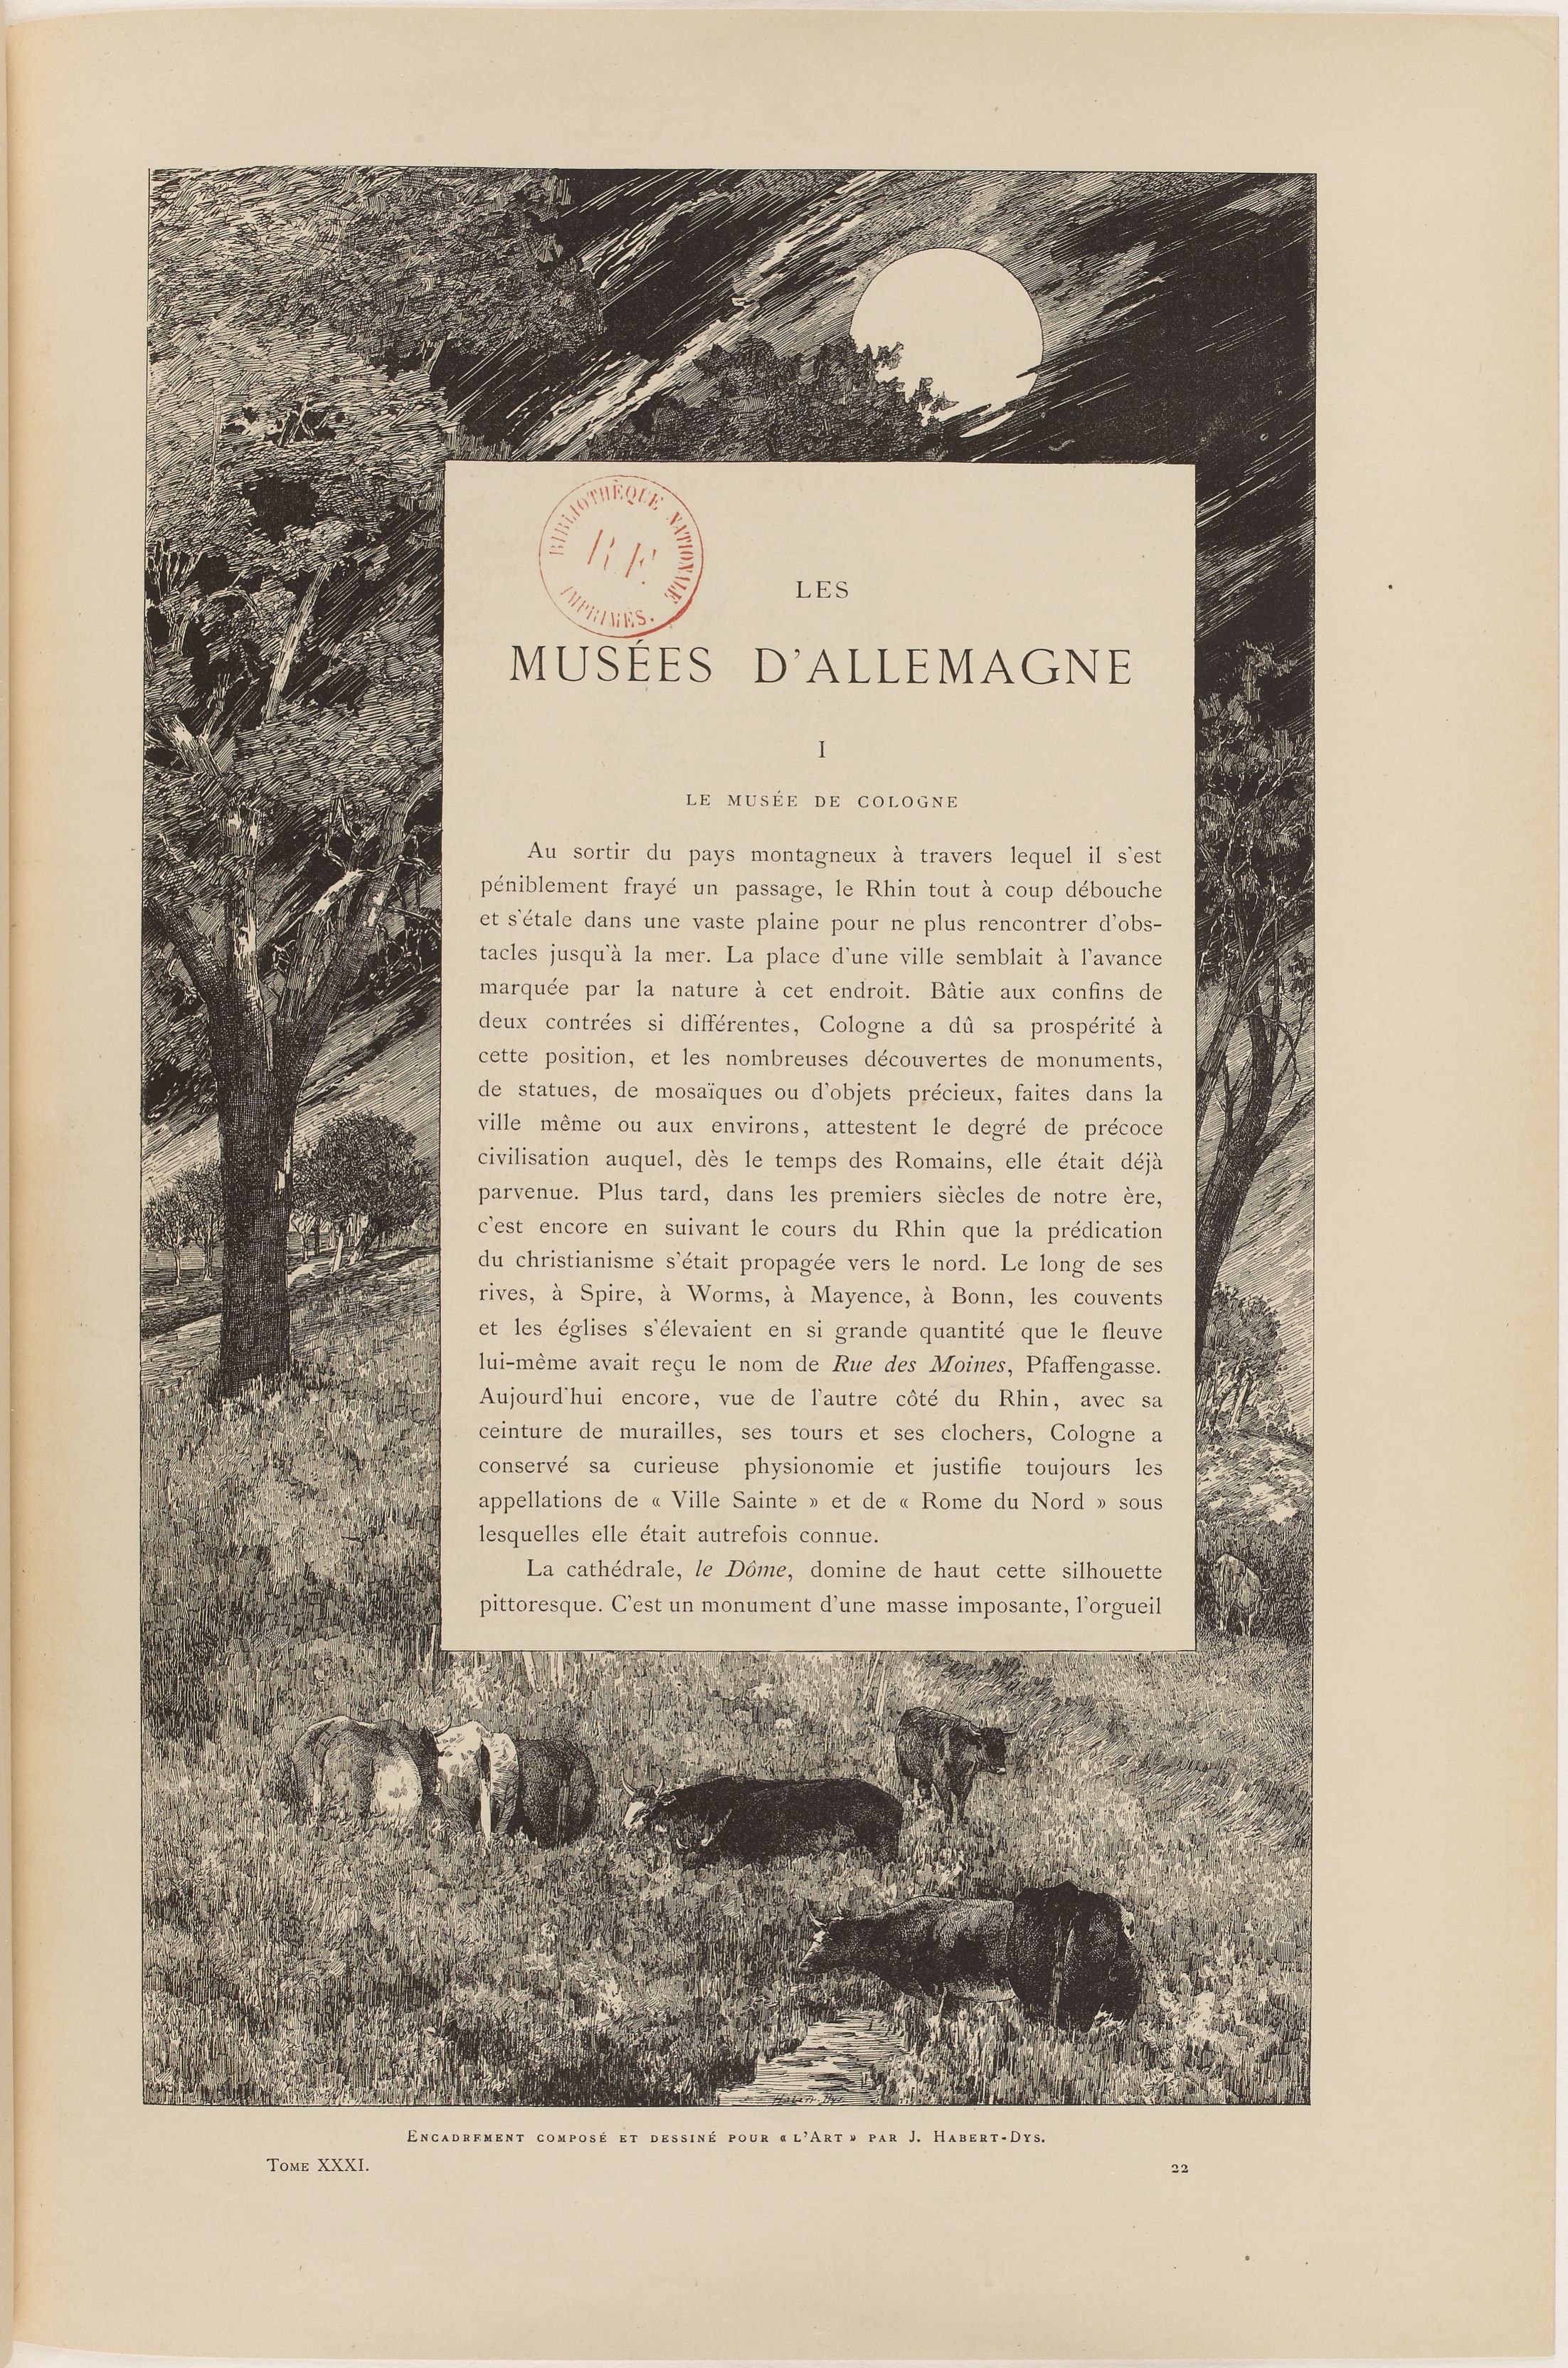 BIBLIOTHÈQUE NATIONALE
R.F.
IMPRIMÉS.
LES
MUSÉES D'ALLEMAGNE
I
LE MUSÉE DE COLOGNE
Au sortir du pays montagneux à travers lequel il s'est
péniblement frayé un passage, le Rhin tout à coup débouche
et s'étale dans une vaste plaine pour ne plus rencontrer d'obs-
tacles jusqu'à la mer. La place d'une ville semblait à l'avance
marquée par la nature à cet endroit. Bâtie aux confins de
deux contrées si différentes, Cologne a dû sa prospérité à
cette position, et les nombreuses découvertes de monuments,
de statues, de mosaïques ou d'objets précieux, faites dans la
ville même ou aux environs, attestent le degré de précoce
civilisation auquel, dès le temps des Romains, elle était déjà
parvenue. Plus tard, dans les premiers siècles de notre ère,
c'est encore en suivant le cours du Rhin que la prédication
du christianisme s'était propagée vers le nord. Le long de ses
rives, à Spire, à Worms, à Mayence, à Bonn, les couvents
et les églises s'élevaient en si grande quantité que le fleuve
lui-même avait reçu le nom de Rue des Moines, Pfaffengasse.
Aujourd'hui encore, vue de l'autre côté du Rhin, avec sa
ceinture de murailles, ses tours et ses clochers, Cologne a
conservé sa curieuse physionomie et justifie toujours les
appellations de « Ville Sainte » et de « Rome du Nord » sous
lesquelles elle était autrefois connue.
La cathédrale, le Dôme, domine de haut cette silhouette
pittoresque. C'est un monument d'une masse imposante, l'orgueil
Habert-Dys
ENCADREMENT COMPOSÉ ET DESSINÉ POUR « L'ART » PAR J. HABERT-DYS.
TOME XXXI.
22